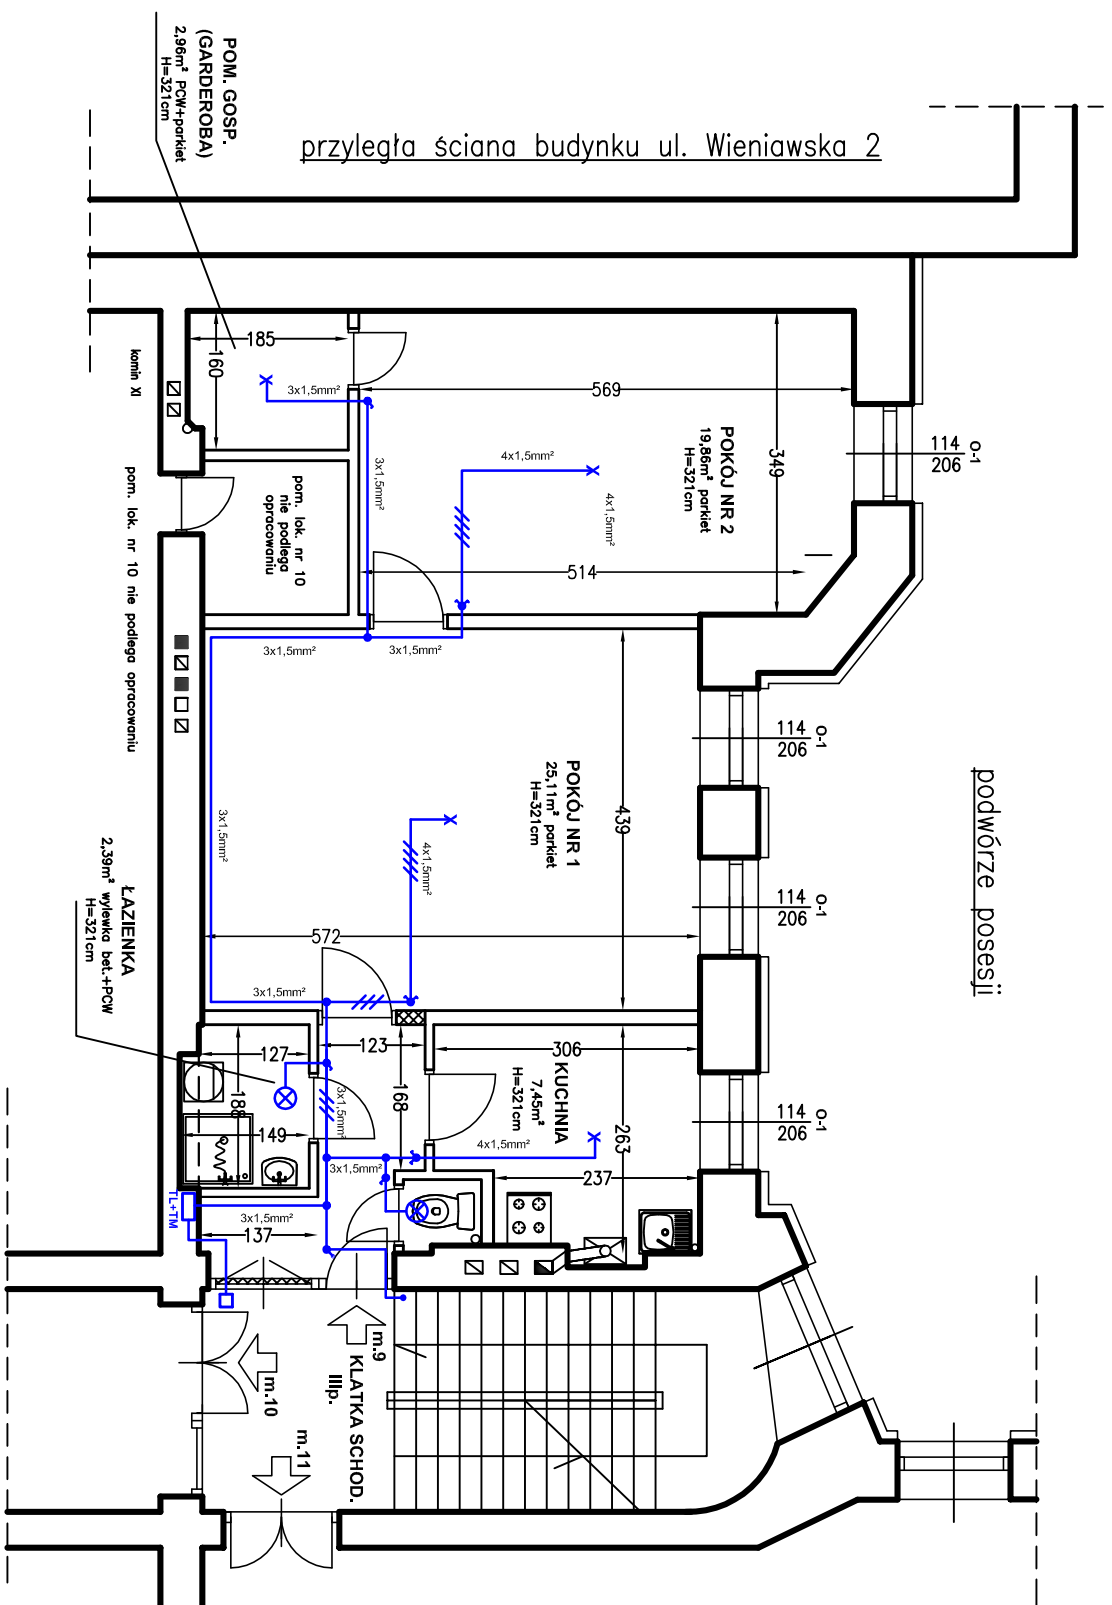 przyległa ściana budynku ul. Wieniawska 2
POM. GOSP.
(GARDEROBA)
2,96m² PCW+parkiet
H=321cm
komin XI
185
160
3x1,5mm²
569
349
POKÓJ NR 2
19,86m² parkiet
H=321cm
4x1,5mm²
4x1,5mm²
3x1,5mm²
514
O-1
114
206
pom. lok. nr 10
nie podlega
opracowaniu
pom. lok. nr 10 nie podlega opracowaniu
3x1,5mm²
3x1,5mm²
439
O-1
114
206
podwórze posesji
POKÓJ NR 1
25,11m² parkiet
H=321cm
4x1,5mm²
3x1,5mm²
O-1
114
206
572
3x1,5mm²
ŁAZIENKA
2,39m² wylewka bet.+PCW
H=321cm
127
123
306
188
168
263
KUCHNIA
7,45m²
H=321cm
3x1,5mm²
O-1
114
206
149
4x1,5mm²
3x1,5mm²
237
TL+TM
3x1,5mm²
137
m.9
KLATKA SCHOD.
IIIp.
m.10
m.11